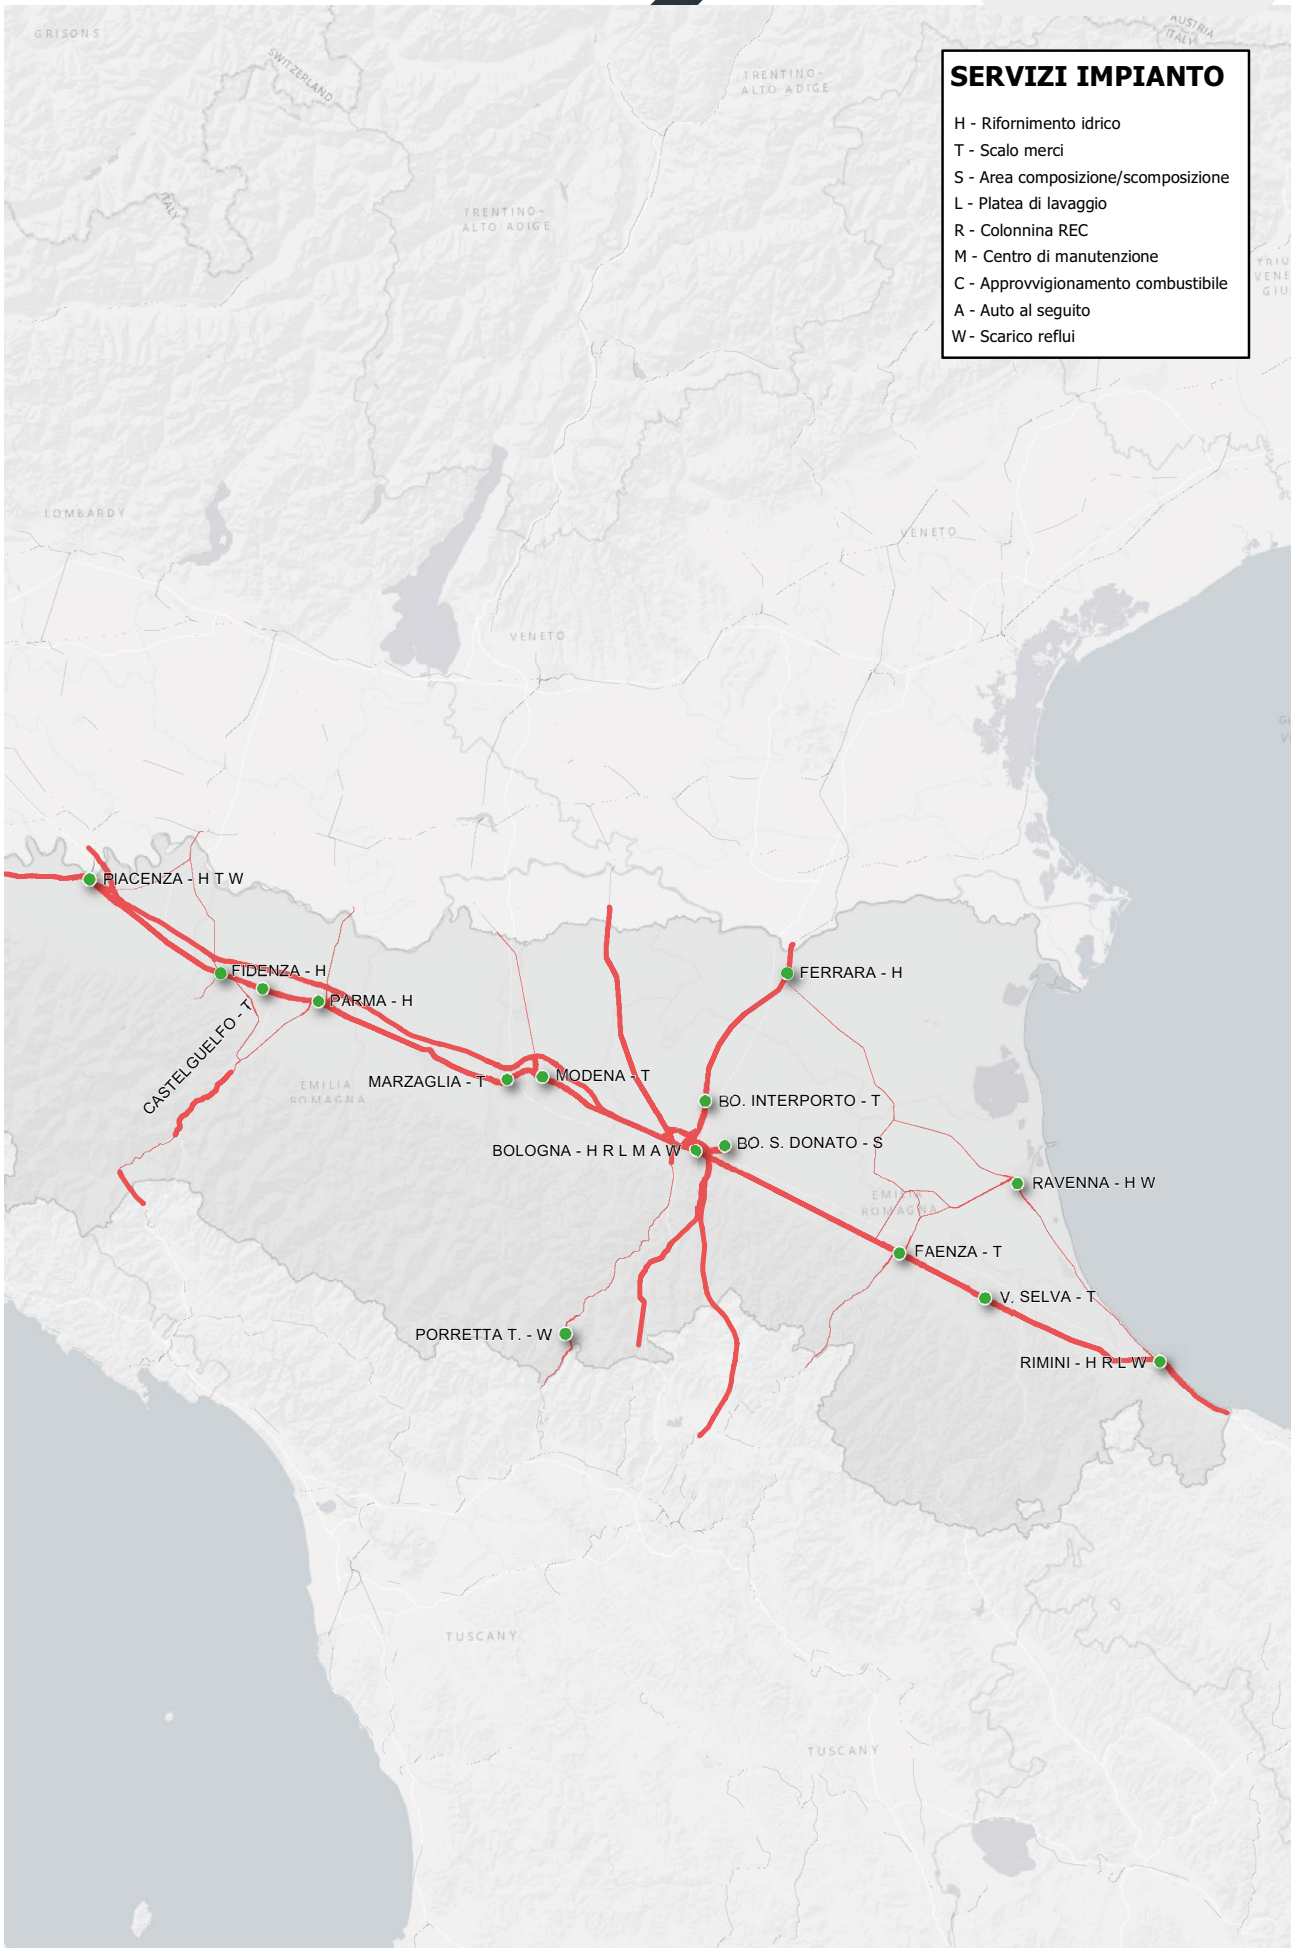 GRISONS
SWITZERLAND
ITALY
AUSTRIA
ITALY
TRENTINO-
ALTO ADIGE
TRENTINO-
ALTO ADIGE
SERVIZI IMPIANTO
H - Rifornimento idrico
T - Scalo merci
S - Area composizione/scomposizione
L - Platea di lavaggio
R - Colonnina REC
M - Centro di manutenzione
C - Approvvigionamento combustibile
A - Auto al seguito
W - Scarico reflui
LOMBARDY
VENETO
VENETO
PIACENZA - H T W
FIDENZA - H
FERRARA - H
PARMA - H
CASTELGUELFO - T
MARZAGLIA - T
MODENA - T
EMILIA
ROMAGNA
BO. INTERPORTO - T
BOLOGNA - H R L M A W
BO. S. DONATO - S
RAVENNA - H W
EMILIA
ROMAGNA
FAENZA - T
V. SELVA - T
PORRETTA T. - W
RIMINI - H R L W
TUSCANY
TUSCANY